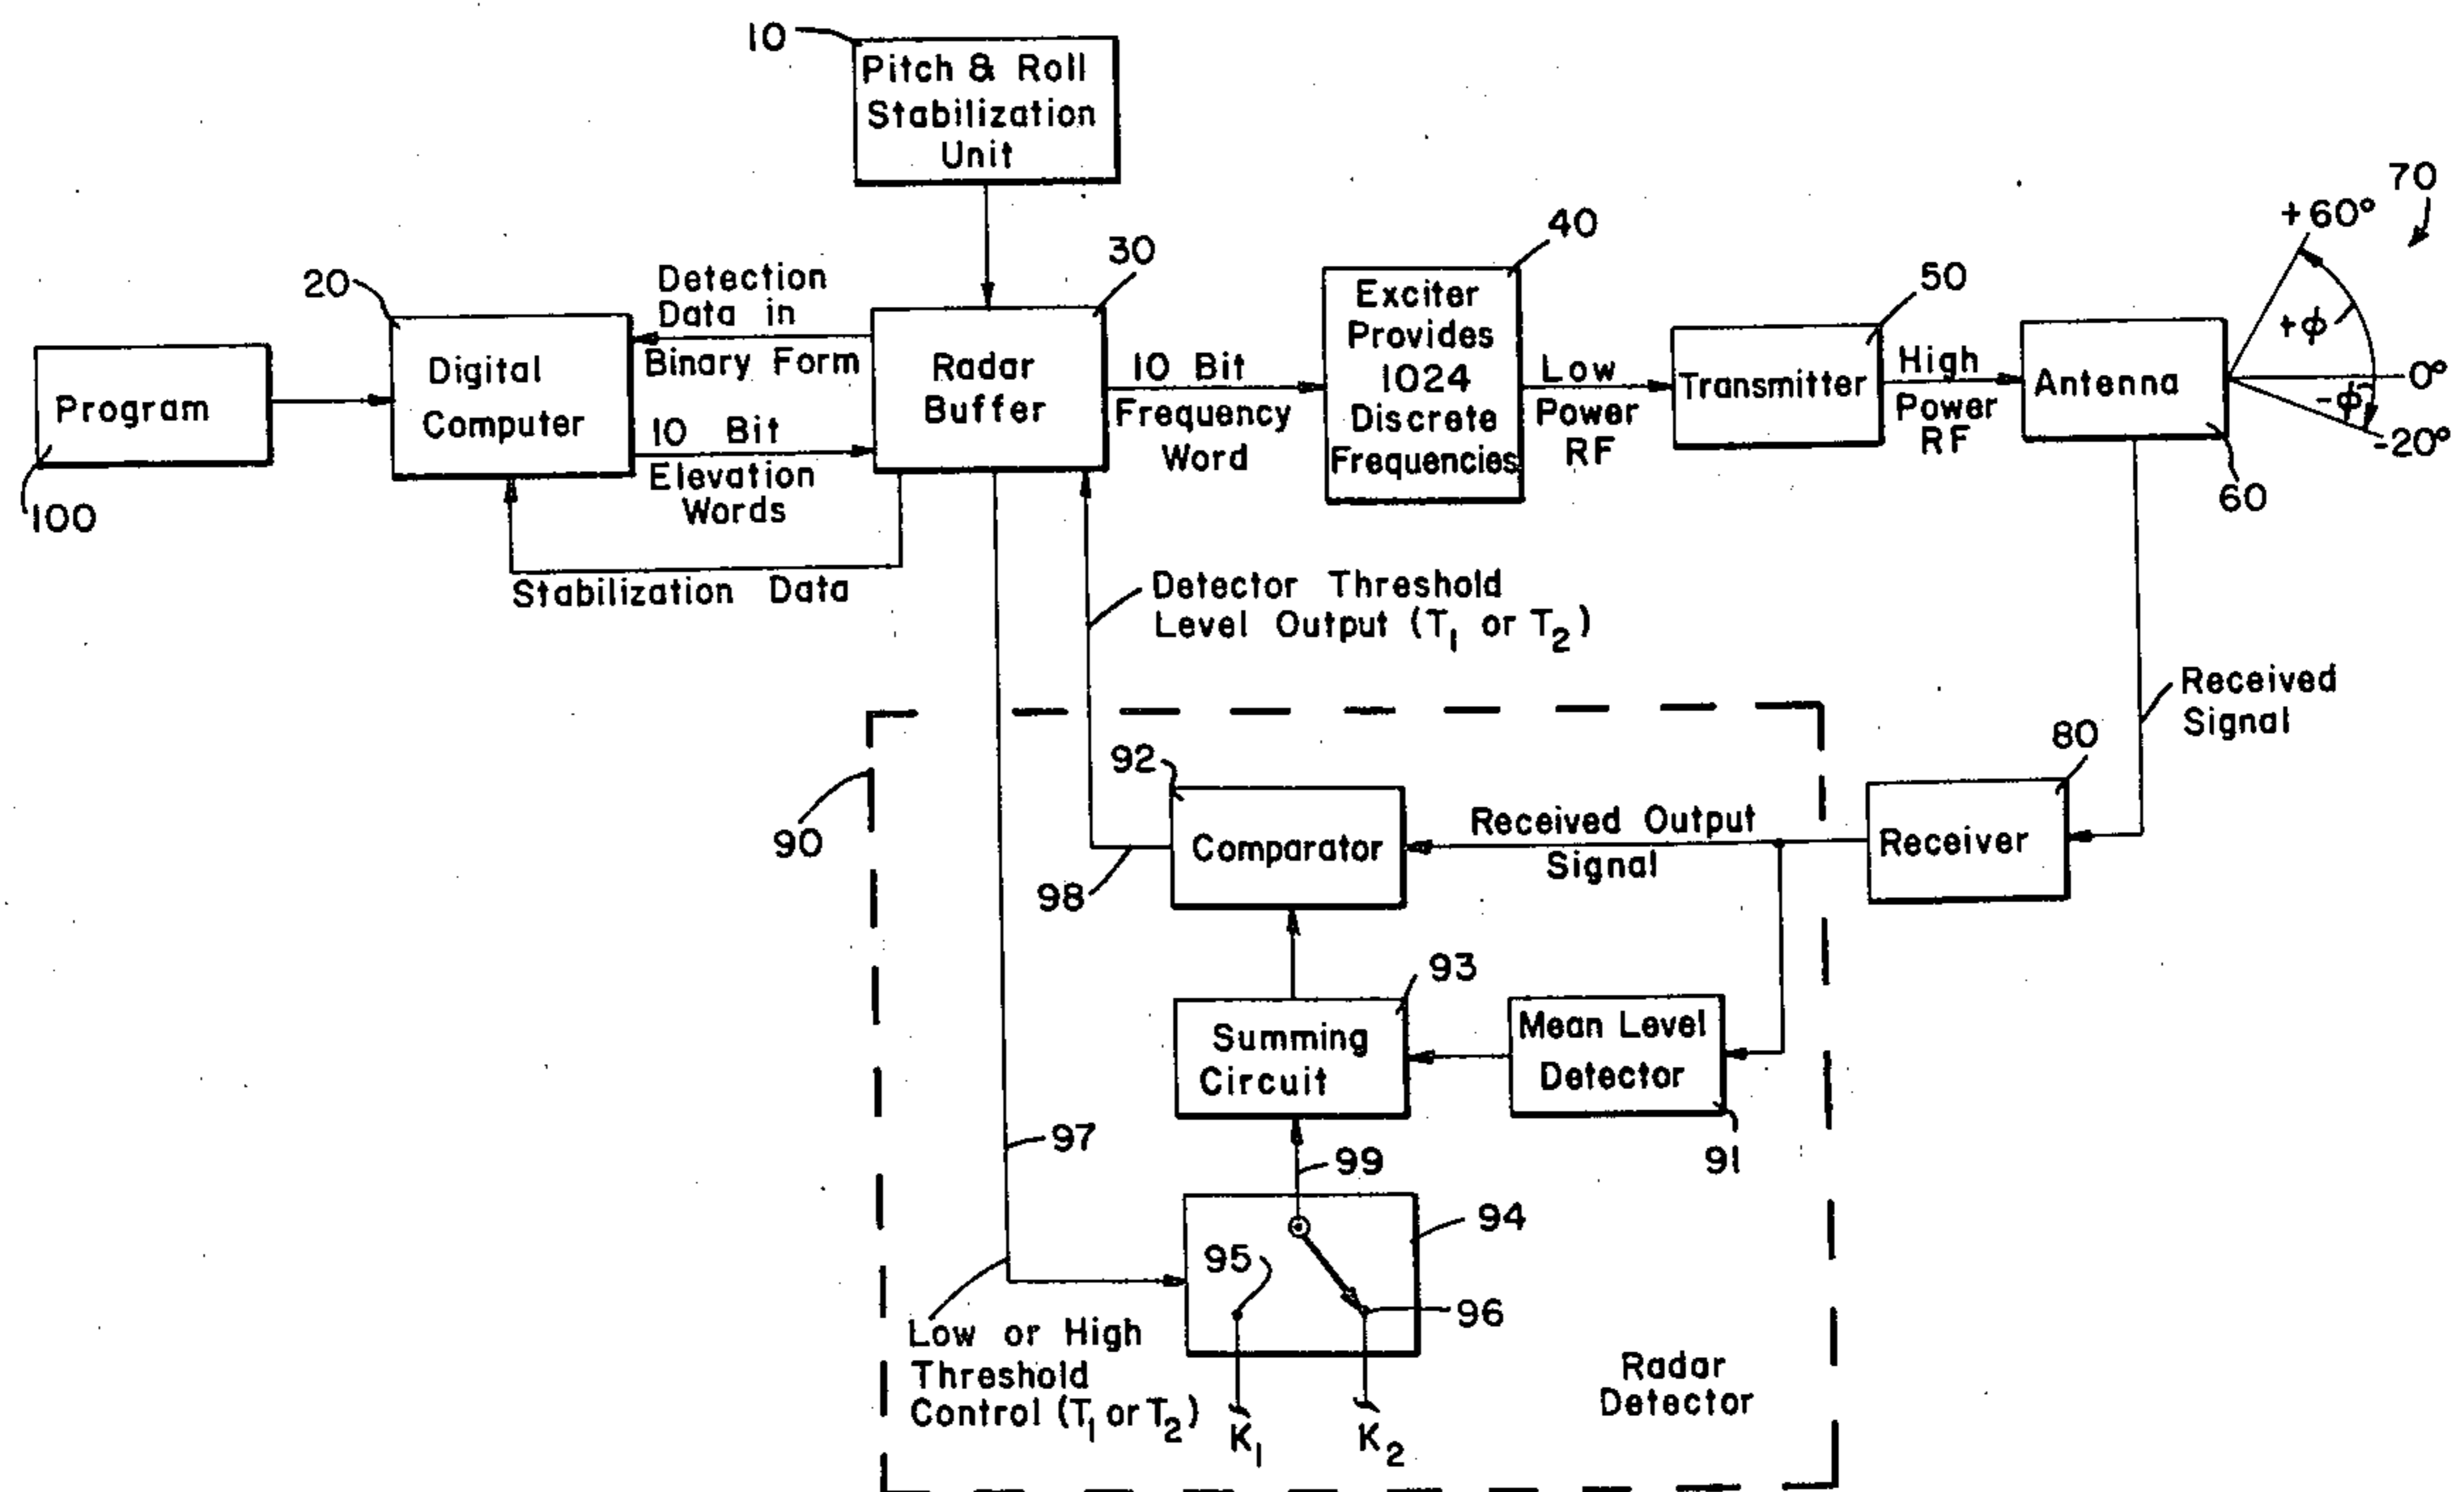 10
Pitch & Roll
Stabilization
Unit
70
+60°
+ϕ
0°
-ϕ
-20°
20
Detection
Data in
Binary Form
30
40
50
Program
100
Digital
Computer
10 Bit
Elevation
Words
Stabilization Data
Radar
Buffer
10 Bit
Frequency
Word
Exciter
Provides
1024
Discrete
Frequencies
Low
Power
RF
Transmitter
High
Power
RF
Antenna
60
Detector Threshold
Level Output (T1 or T2)
Received
Signal
80
90
92
Comparator
98
Received Output
Signal
Receiver
93
Summing
Circuit
Mean Level
Detector
91
97
99
94
95
96
Low or High
Threshold
Control (T1 or T2)
K1
K2
Radar
Detector